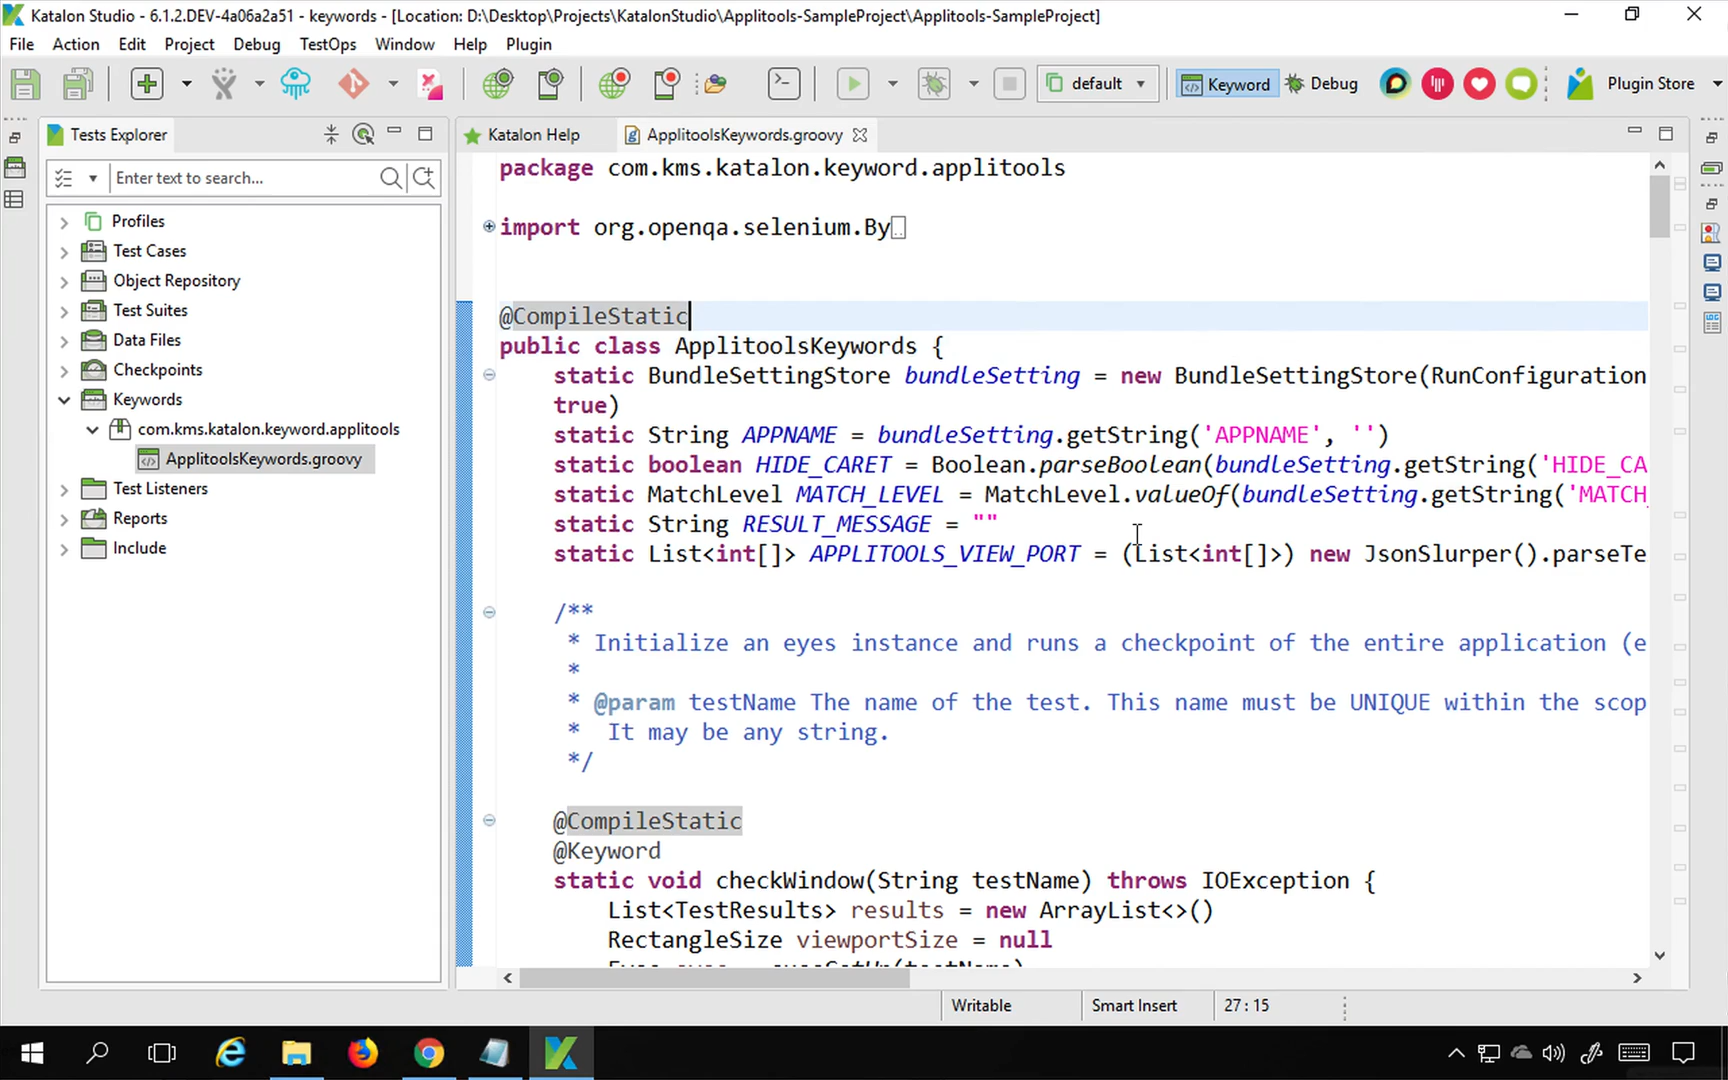 Katalon Studio - 6.1.2.DEV-4a06a2a51 - keywords - [Location: D:\Desktop\Projects\KatalonStudio\Applitools-SampleProject\Applitools-SampleProject]
File Action Edit Project Debug TestOps Window Help Plugin
default Keyword Debug Plugin Store
Tests Explorer
Enter text to search...
Profiles
Test Cases
Object Repository
Test Suites
Data Files
Checkpoints
Keywords
com.kms.katalon.keyword.applitools
ApplitoolsKeywords.groovy
Test Listeners
Reports
Include
Katalon Help ApplitoolsKeywords.groovy
package com.kms.katalon.keyword.applitools
import org.openqa.selenium.By
@CompileStatic
public class ApplitoolsKeywords {
static BundleSettingStore bundleSetting = new BundleSettingStore(RunConfiguration
true)
static String APPNAME = bundleSetting.getString('APPNAME', '')
static boolean HIDE_CARET = Boolean.parseBoolean(bundleSetting.getString('HIDE_CA
static MatchLevel MATCH_LEVEL = MatchLevel.valueOf(bundleSetting.getString('MATCH_
static String RESULT_MESSAGE = ""
static List<int[]> APPLITOOLS_VIEW_PORT = (List<int[]>) new JsonSlurper().parseTe
/**
* Initialize an eyes instance and runs a checkpoint of the entire application (e
*
* @param testName The name of the test. This name must be UNIQUE within the scop
* It may be any string.
*/
@CompileStatic
@Keyword
static void checkWindow(String testName) throws IOException {
List<TestResults> results = new ArrayList<>()
RectangleSize viewportSize = null
Writable Smart Insert 27 : 15